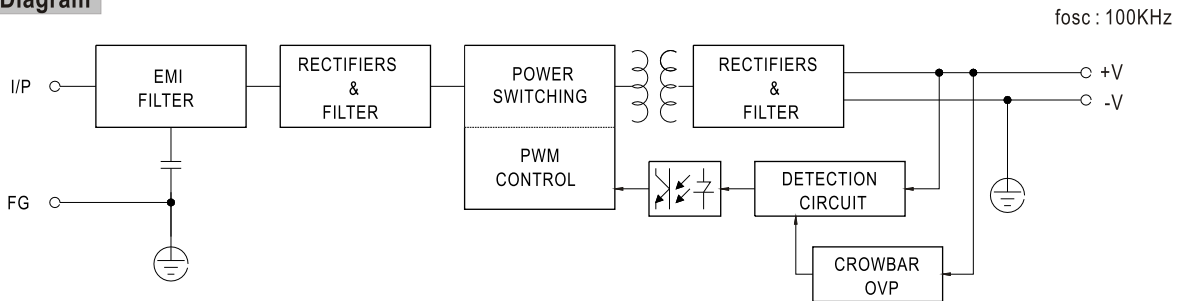 Diagram
fosc : 100KHz
I/P
EMI
FILTER
RECTIFIERS
&
FILTER
POWER
SWITCHING
RECTIFIERS
&
FILTER
+V
-V
PWM
CONTROL
DETECTION
CIRCUIT
FG
CROWBAR
OVP